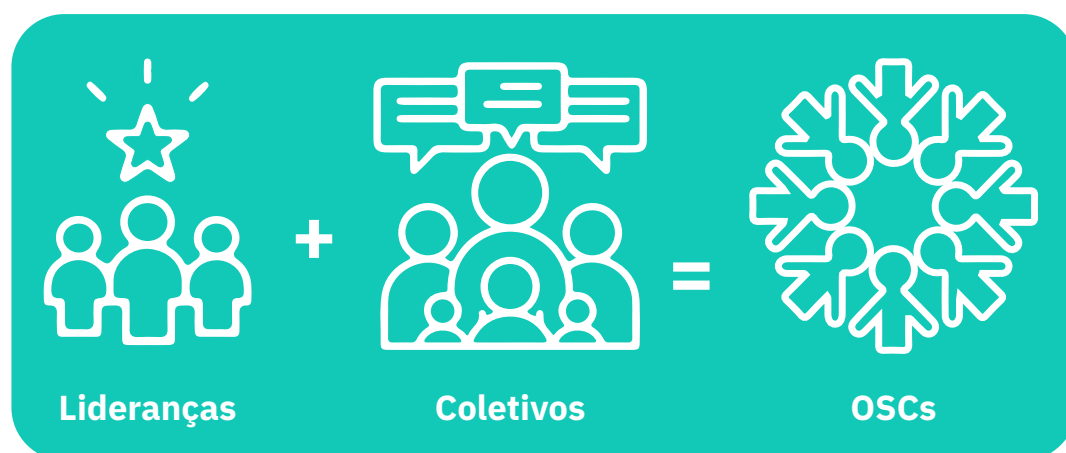 +
=
Lideranças
Coletivos
OSCs